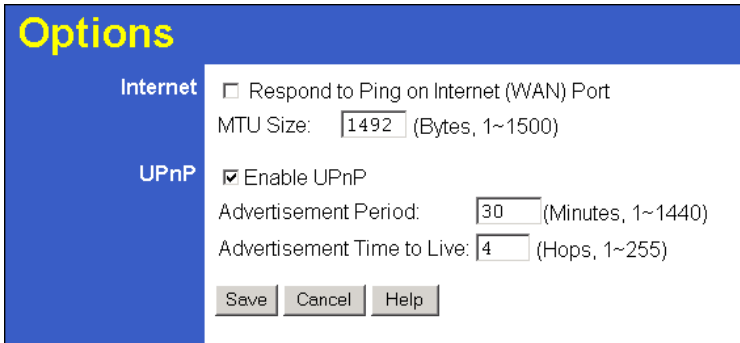 Options
Internet
Respond to Ping on Internet (WAN) Port
MTU Size: 1492 (Bytes, 1~1500)
UPnP
Enable UPnP
Advertisement Period: 30 (Minutes, 1~1440)
Advertisement Time to Live: 4 (Hops, 1~255)
Save Cancel Help